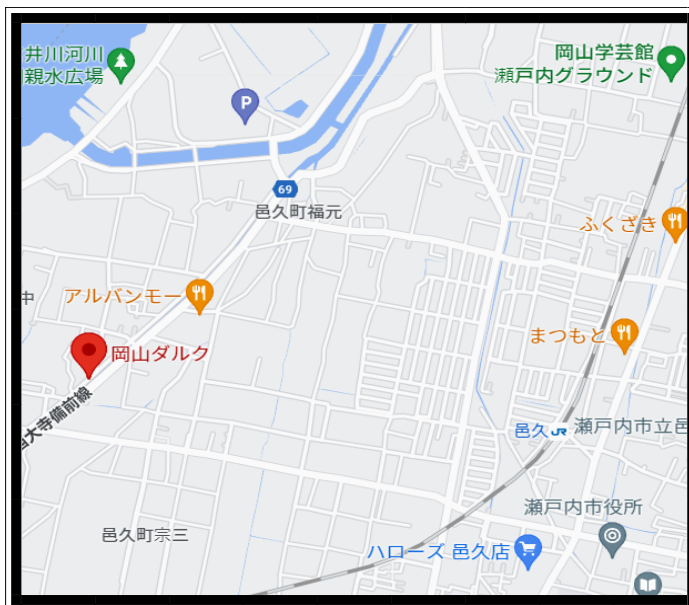 井川河川
親水広場
岡山学芸館
瀬戸内グラウンド
P
69
邑久町福元
ふくざき
中
アルバンモー
まつもと
岡山ダルク
大寺備前線
邑久JR
瀬戸内市立邑
瀬戸内市役所
邑久町宗三
ハローズ 邑久店